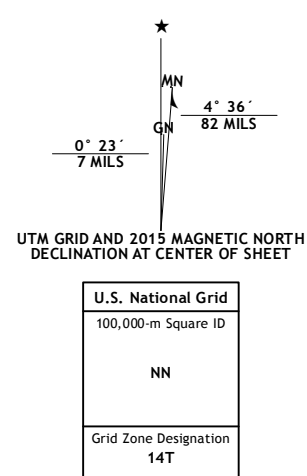 MN
4° 36´
82 MILS
GN
0° 23´
7 MILS
UTM GRID AND 2015 MAGNETIC NORTH
DECLINATION AT CENTER OF SHEET
U.S. National Grid
100,000-m Square ID
NN
Grid Zone Designation
14T